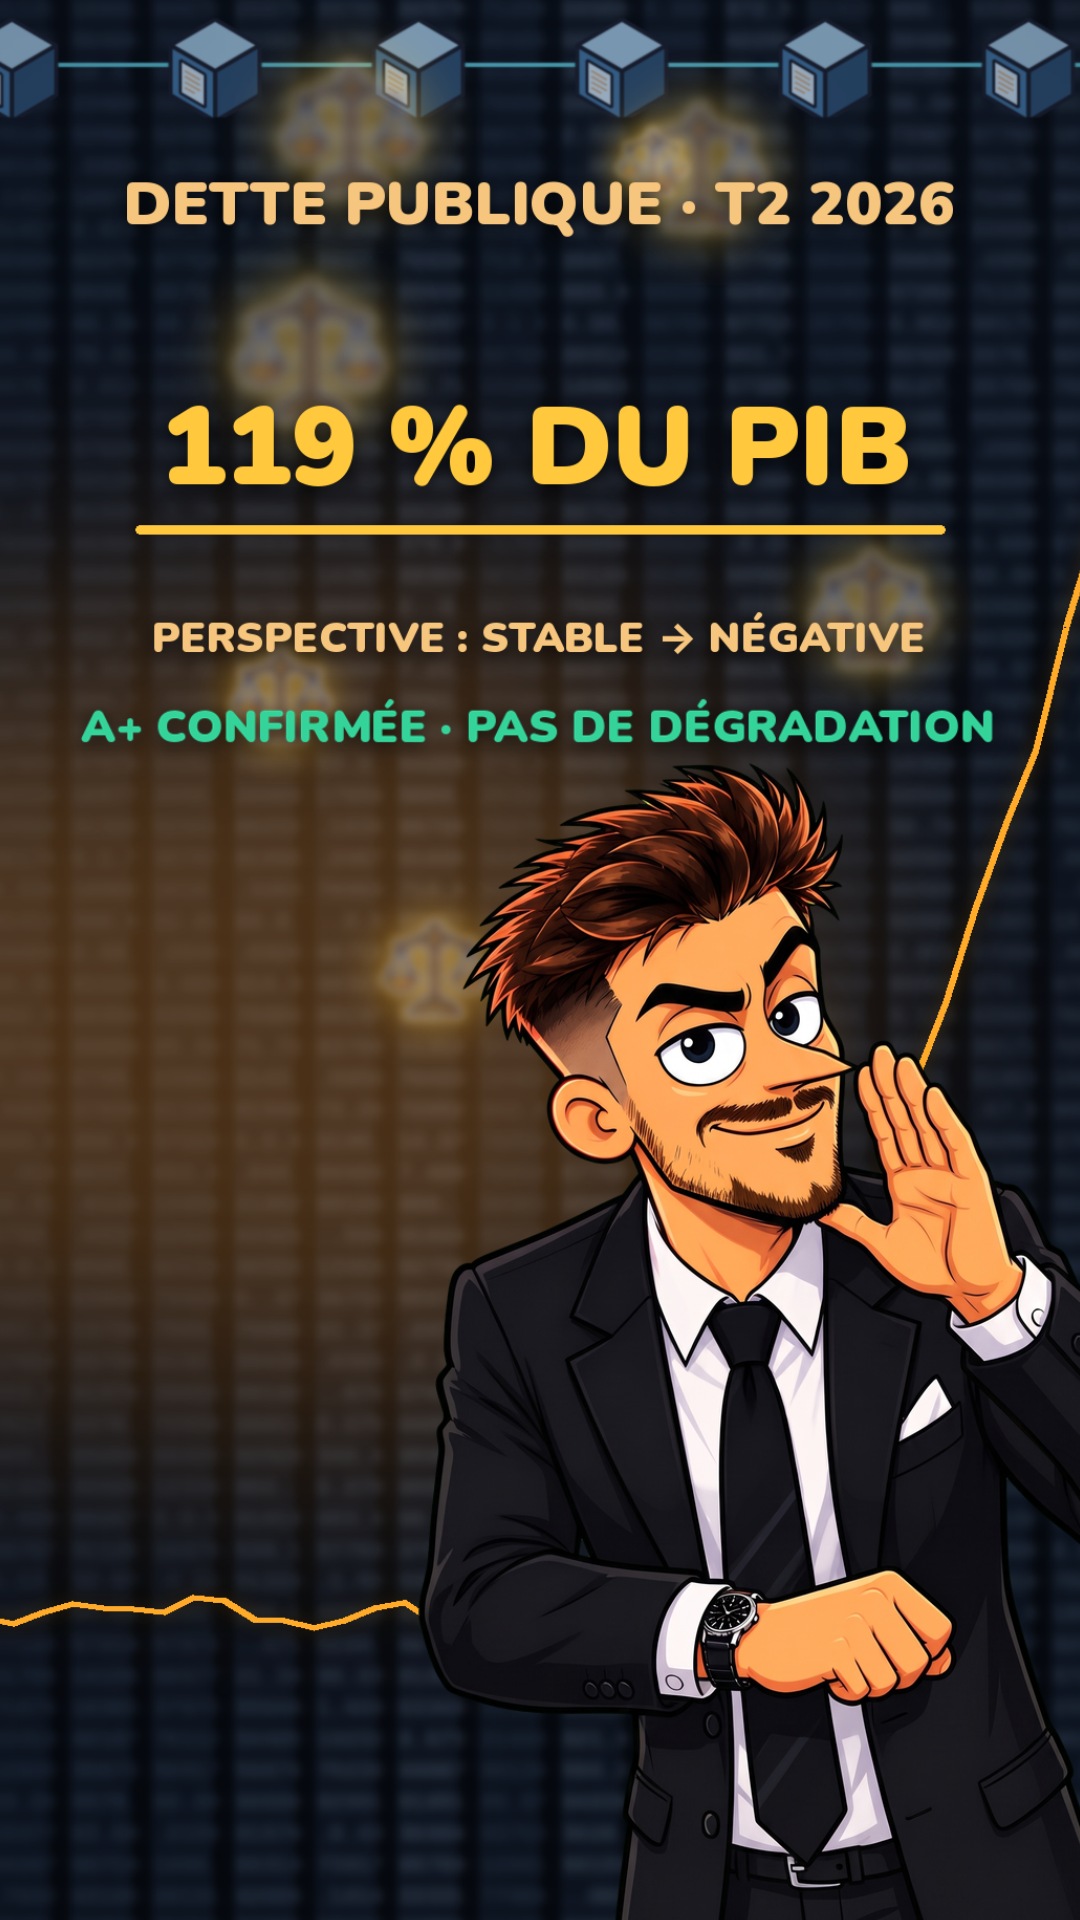 DETTE PUBLIQUE · T2 2026
119 % DU PIB
PERSPECTIVE : STABLE → NÉGATIVE
A+ CONFIRMÉE · PAS DE DÉGRADATION